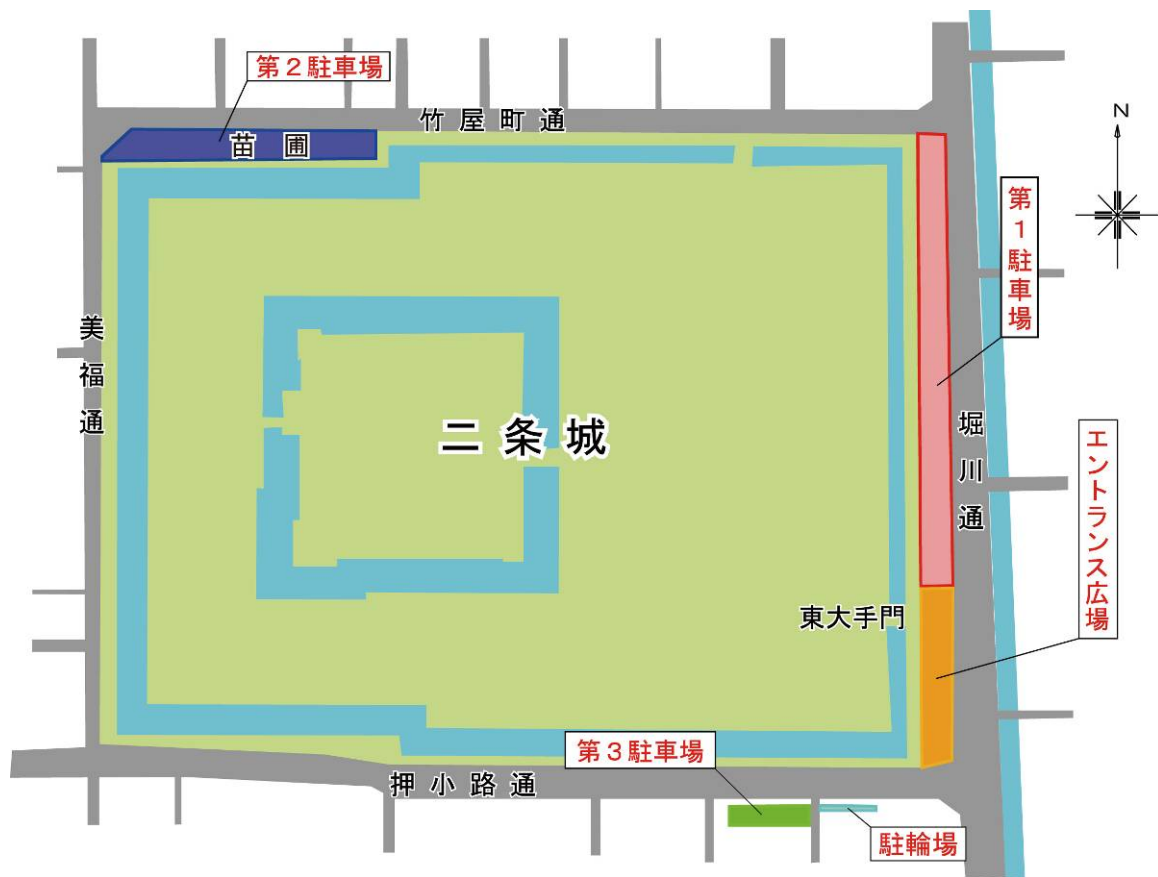 第２駐車場
竹屋町通
苗圃
N
第１駐車場
美福通
二条城
堀川通
エントランス広場
東大手門
第３駐車場
押小路通
駐輪場